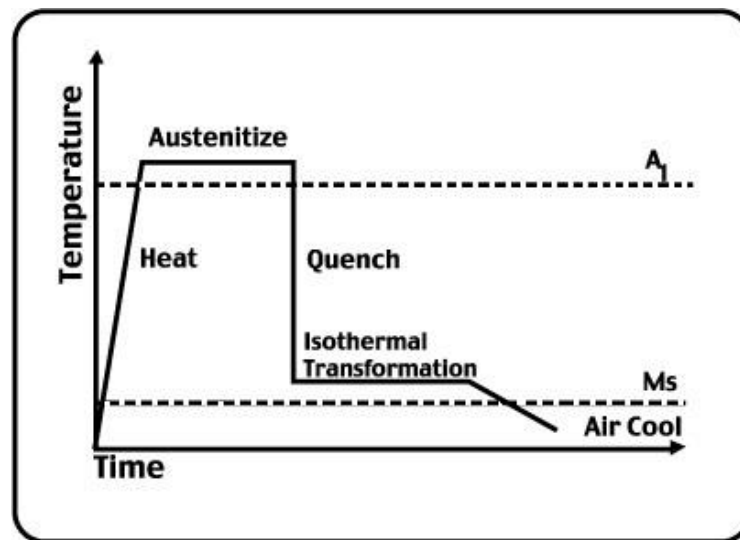 Temperature
Austenitize
A1
Heat
Quench
Isothermal
Transformation
Ms
Air Cool
Time